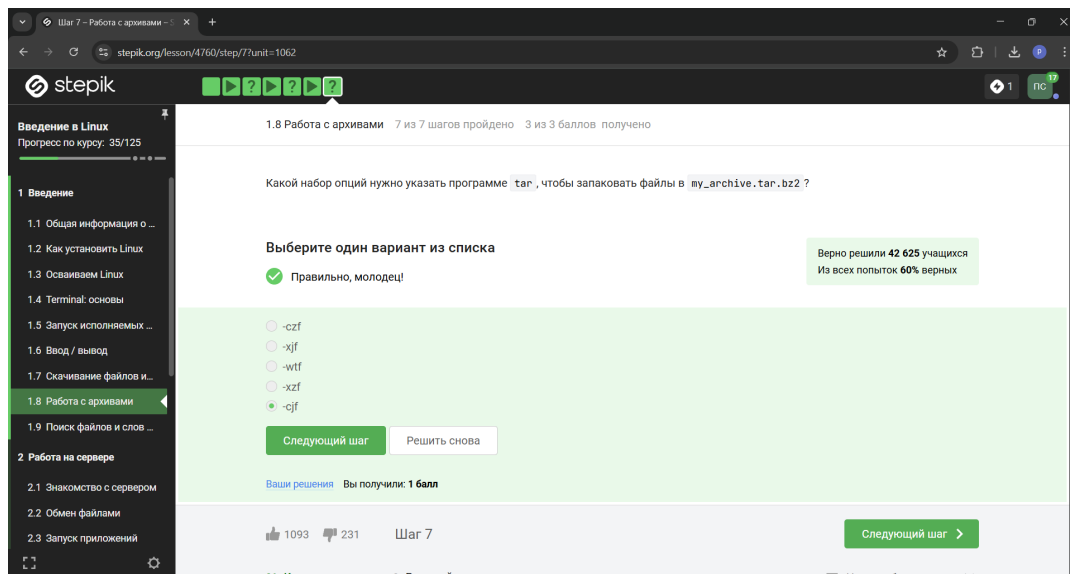 Шаг 7 – Работа с архивами – S
stepik.org/lesson/4760/step/7?unit=1062
P
stepik
? ? ?
1
ПС
17
Введение в Linux
Прогресс по курсу: 35/125
1.8 Работа с архивами 7 из 7 шагов пройдено 3 из 3 баллов получено
1 Введение
1.1 Общая информация о ...
1.2 Как установить Linux
1.3 Осваиваем Linux
1.4 Terminal: основы
1.5 Запуск исполняемых ...
1.6 Ввод / вывод
1.7 Скачивание файлов и...
1.8 Работа с архивами
1.9 Поиск файлов и слов ...
2 Работа на сервере
2.1 Знакомство с сервером
2.2 Обмен файлами
2.3 Запуск приложений
Какой набор опций нужно указать программе tar, чтобы запаковать файлы в my_archive.tar.bz2 ?
Выберите один вариант из списка
Правильно, молодец!
Верно решили 42 625 учащихся
Из всех попыток 60% верных
-czf
-xjf
-wtf
-xzf
-cjf
Следующий шаг
Решить снова
Ваши решения Вы получили: 1 балл
1093 231 Шаг 7
Следующий шаг